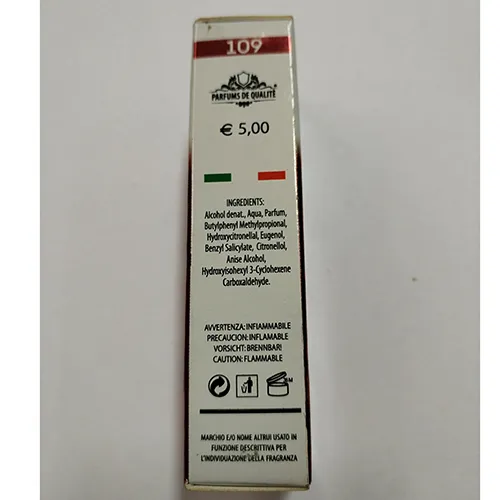 109
PARFUMS DE QUALITÉ
€ 5,00
INGREDIENTS:
Alcohol denat., Aqua, Parfum,
Butylphenyl Methylpropional,
Hydroxycitronellal, Eugenol,
Benzyl Salicylate, Citronellol,
Anise Alcohol,
Hydroxyisohexyl 3-Cyclohexene
Carboxaldehyde.
AVVERTENZA: INFIAMMABILE
PRECAUCION: INFLAMABLE
VORSICHT: BRENNBAR!
CAUTION: FLAMMABLE
MARCHIO E/O NOME ALTRUI USATO IN
FUNZIONE DESCRITTIVA PER
L'INDIVIDUAZIONE DELLA FRAGRANZA